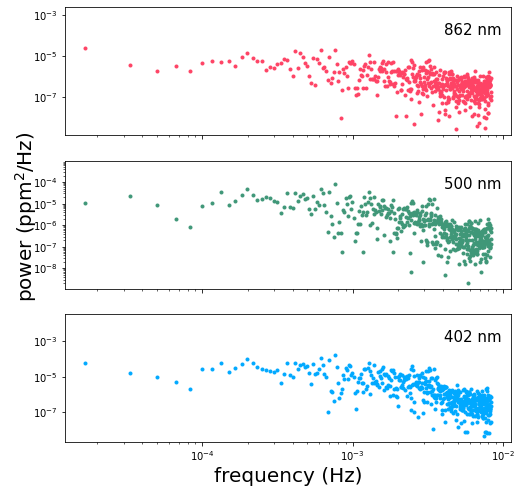 10⁻³
862 nm
10⁻⁵
10⁻⁷
10⁻⁴
500 nm
10⁻⁵
10⁻⁶
10⁻⁷
10⁻⁸
power (ppm²/Hz)
10⁻³
402 nm
10⁻⁵
10⁻⁷
10⁻⁴
10⁻³
10⁻²
frequency (Hz)